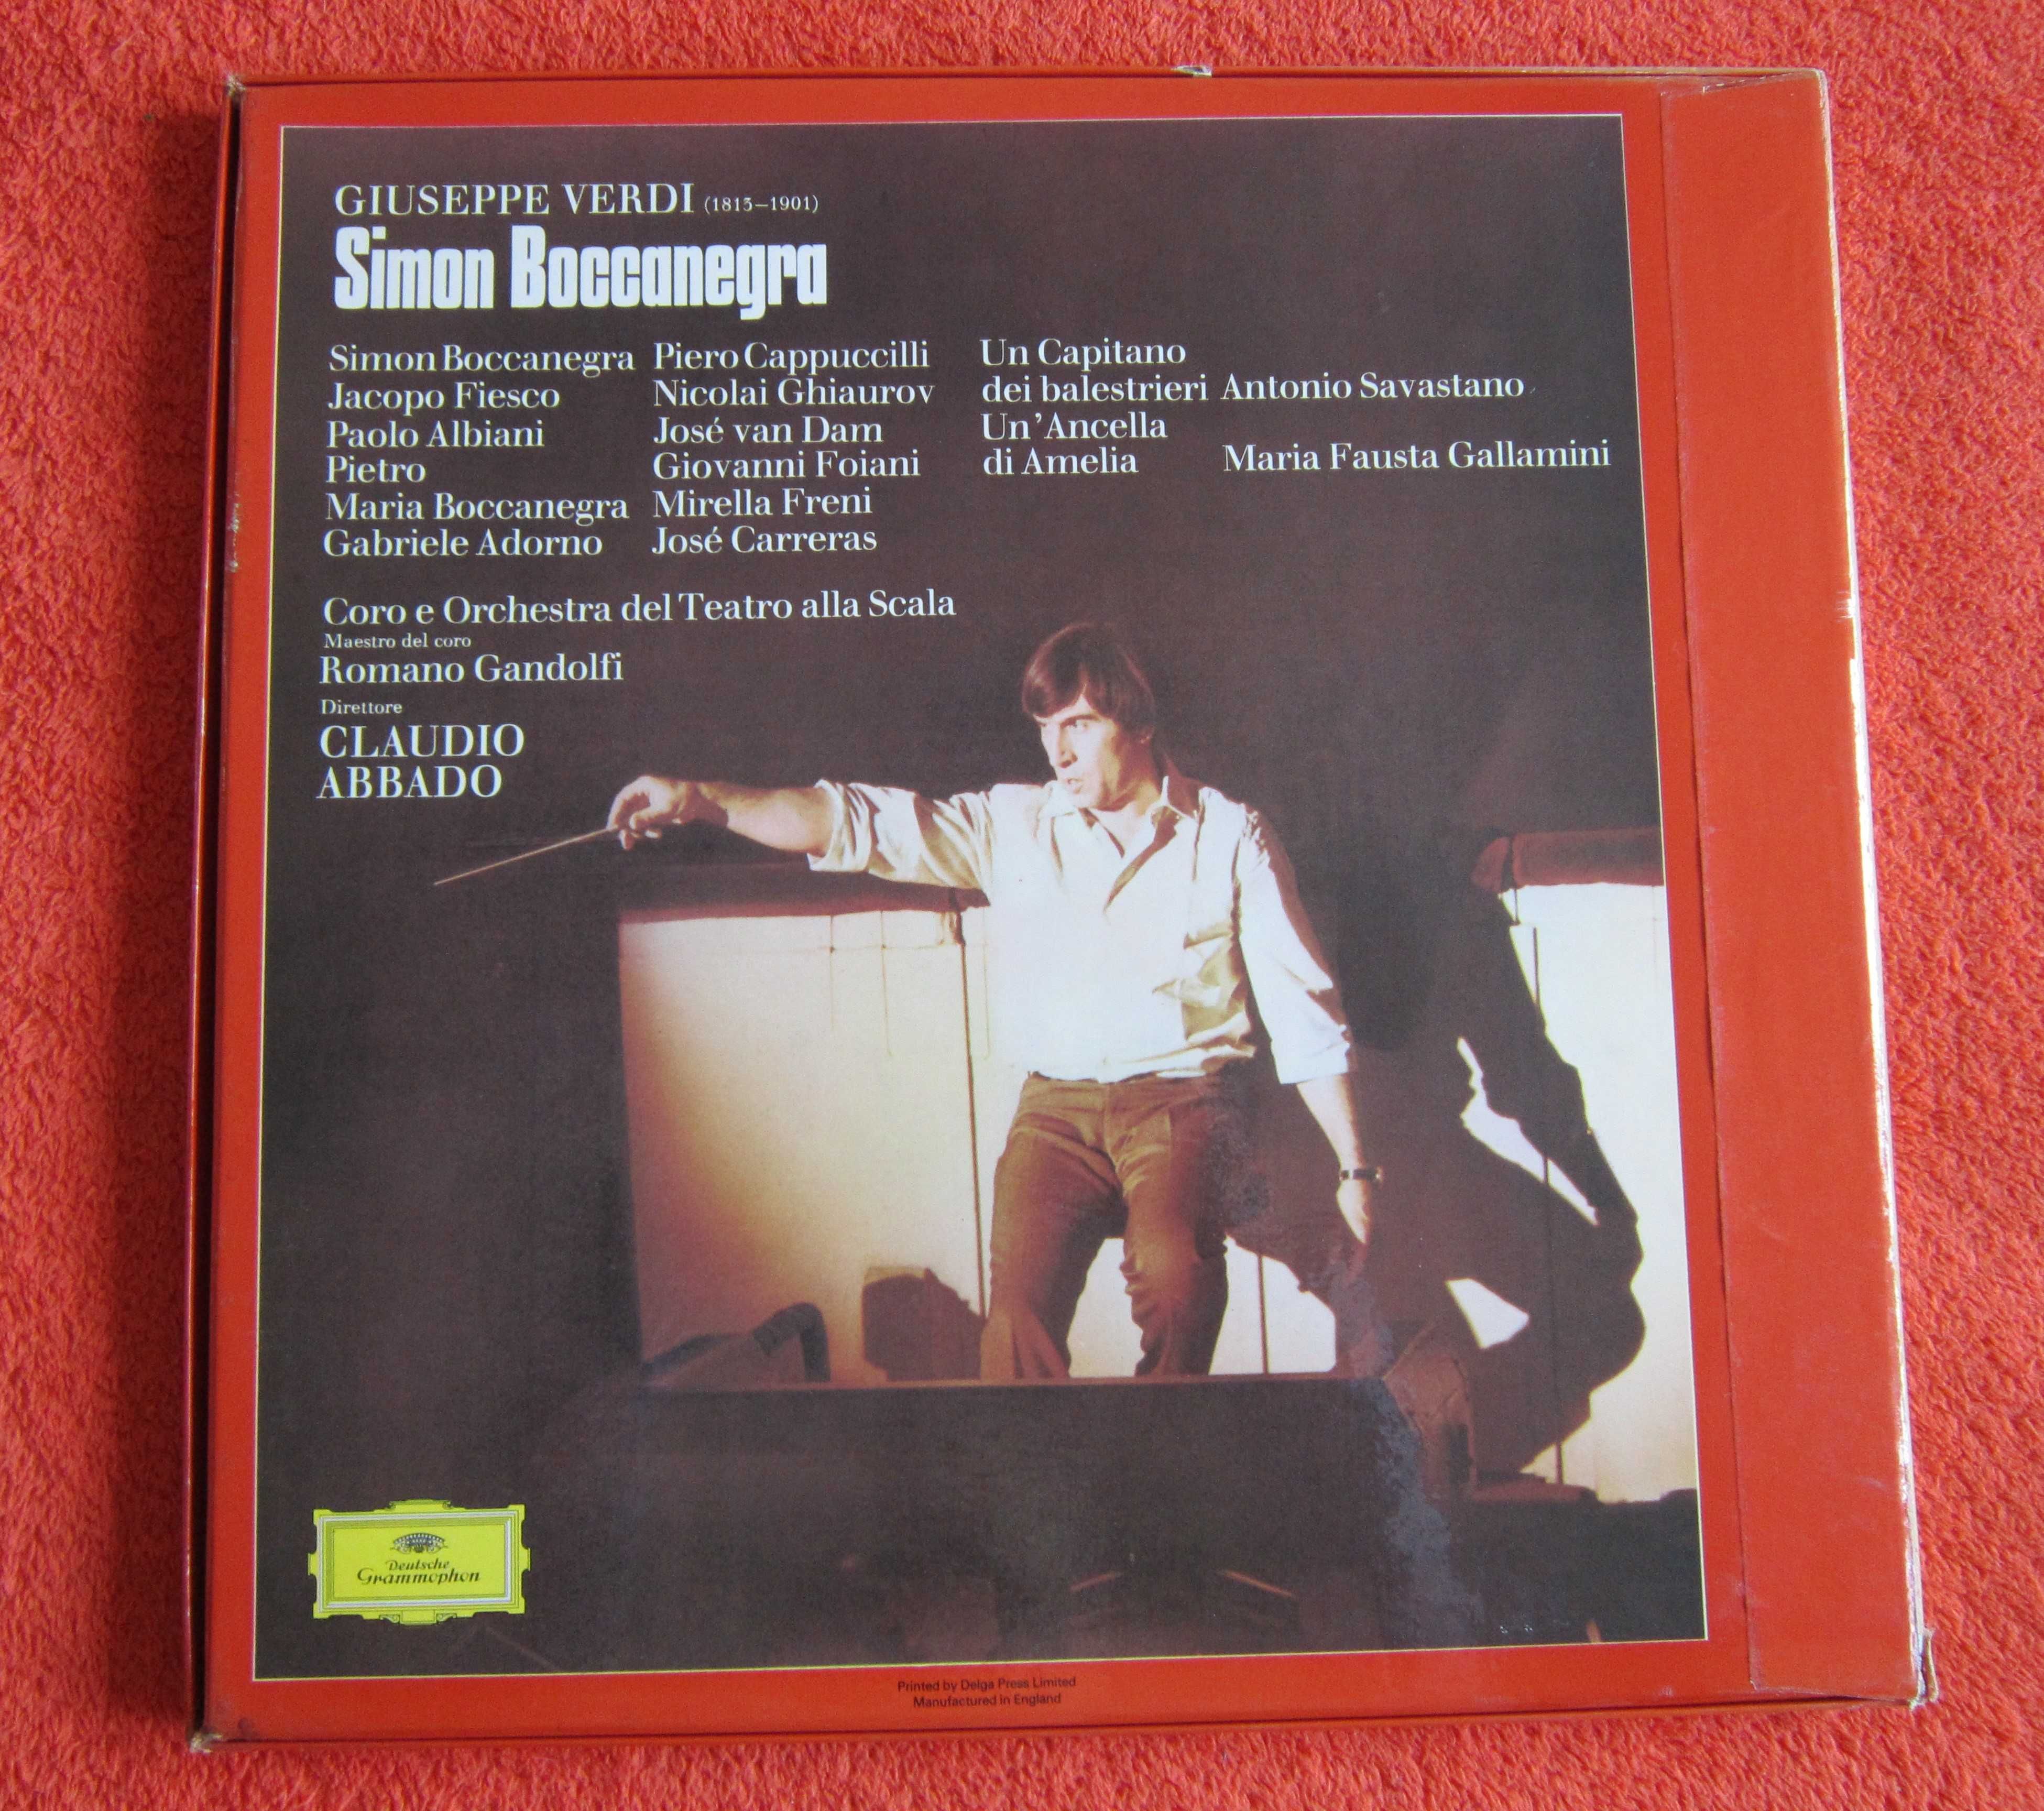 GIUSEPPE VERDI (1813–1901)
Simon Boccanegra
Simon Boccanegra Piero Cappuccilli
Jacopo Fiesco Nicolai Ghiaurov
Paolo Albiani José van Dam
Pietro Giovanni Foiani
Maria Boccanegra Mirella Freni
Gabriele Adorno José Carreras
Un Capitano
dei balestrieri Antonio Savastano
Un'Ancella
di Amelia Maria Fausta Gallamini
Coro e Orchestra del Teatro alla Scala
Maestro del coro
Romano Gandolfi
Direttore
CLAUDIO
ABBADO
Deutsche
Grammophon
Printed by Delga Press Limited
Manufactured in England